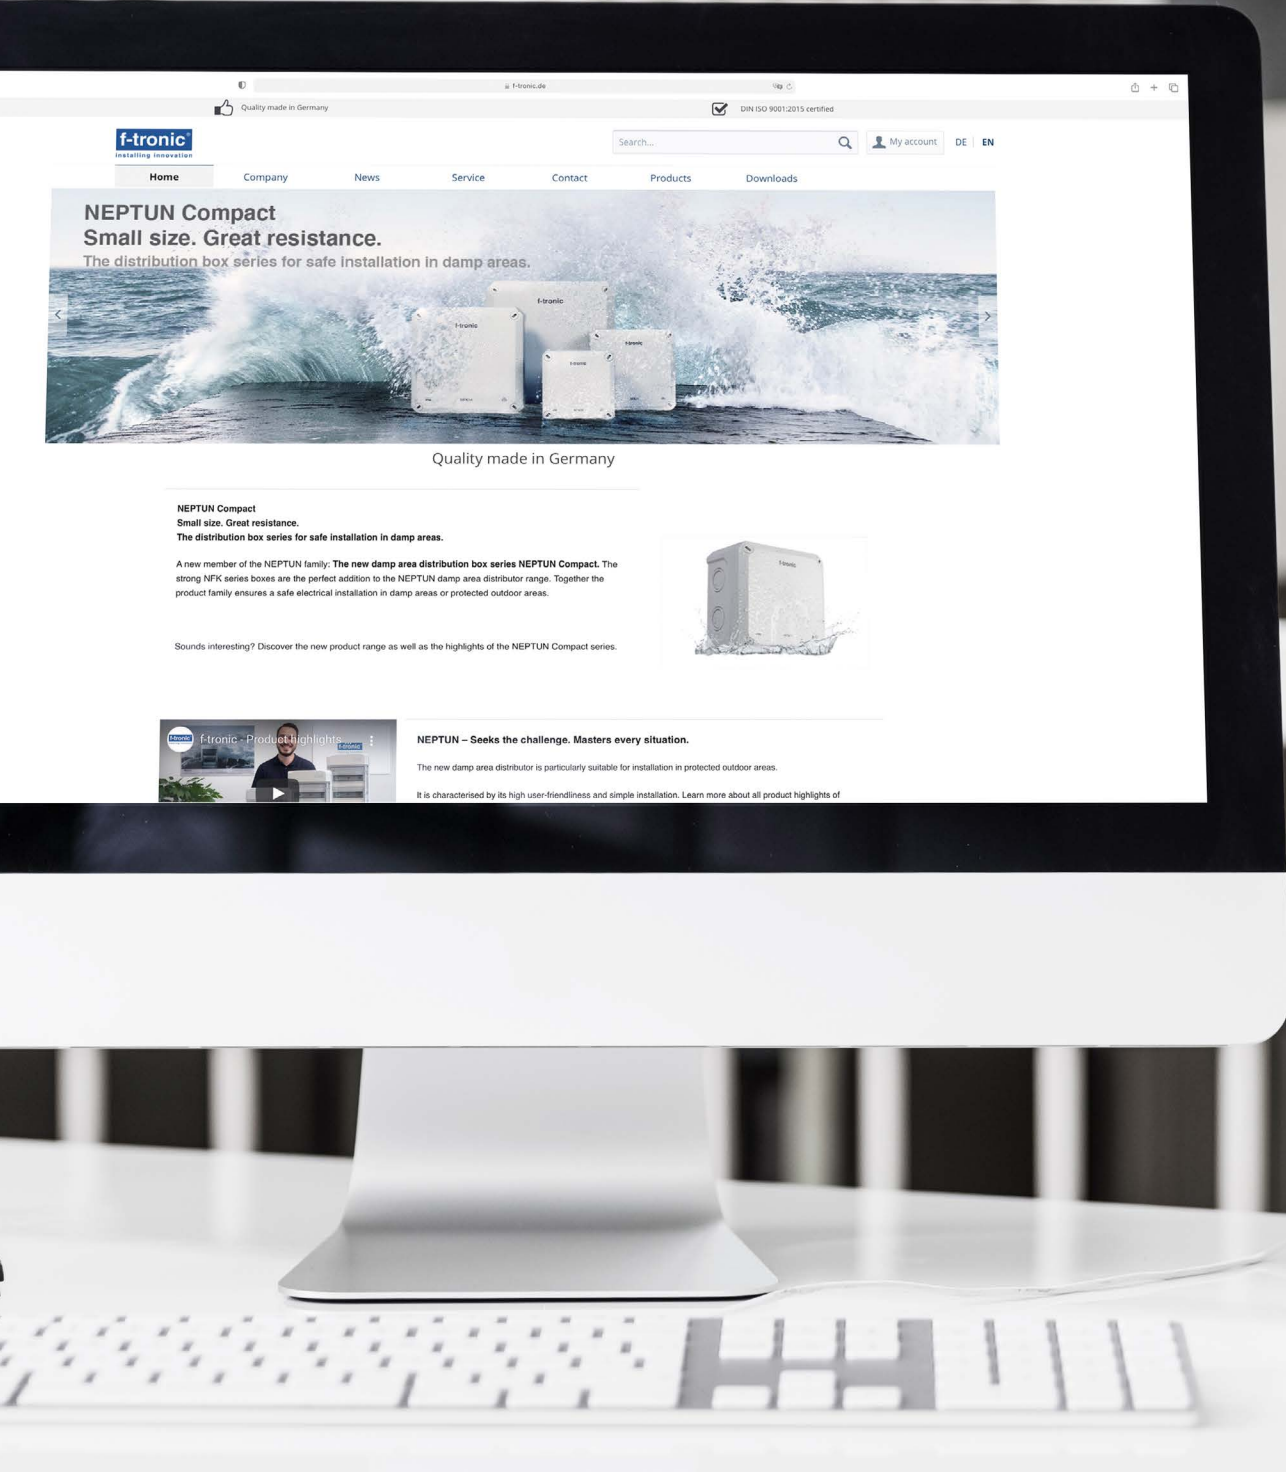 f-tronic.de
Quality made in Germany
DIN ISO 9001:2015 certified
f-tronic®
installing innovation
Search...
My account
DE
EN
Home
Company
News
Service
Contact
Products
Downloads
NEPTUN Compact
Small size. Great resistance.
The distribution box series for safe installation in damp areas.
f-tronic
f-tronic
f-tronic
f-tronic
Quality made in Germany
NEPTUN Compact
Small size. Great resistance.
The distribution box series for safe installation in damp areas.
A new member of the NEPTUN family: The new damp area distribution box series NEPTUN Compact. The
strong NFK series boxes are the perfect addition to the NEPTUN damp area distributor range. Together the
product family ensures a safe electrical installation in damp areas or protected outdoor areas.
f-tronic
Sounds interesting? Discover the new product range as well as the highlights of the NEPTUN Compact series.
f-tronic
f-tronic - Product highlights
f-tronic
NEPTUN – Seeks the challenge. Masters every situation.
The new damp area distributor is particularly suitable for installation in protected outdoor areas.
It is characterised by its high user-friendliness and simple installation. Learn more about all product highlights of